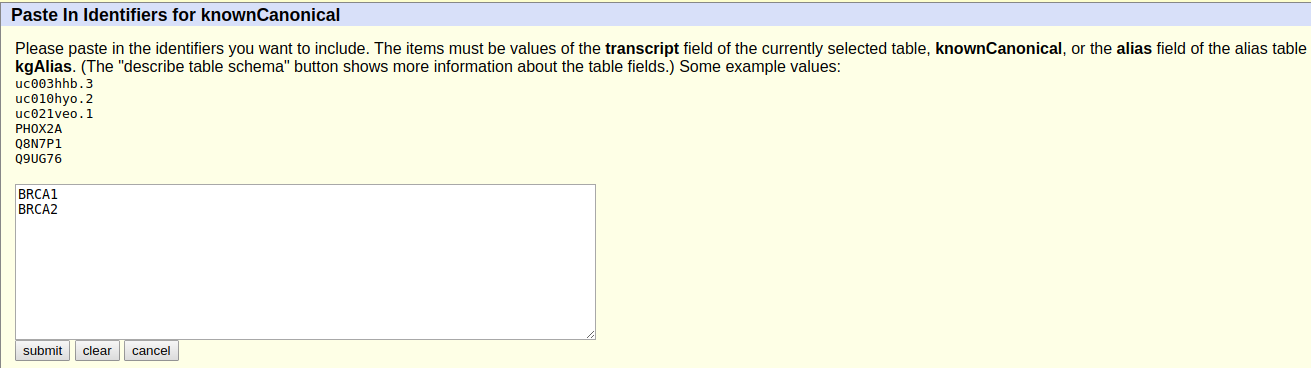 Paste In Identifiers for knownCanonical
Please paste in the identifiers you want to include. The items must be values of the transcript field of the currently selected table, knownCanonical, or the alias field of the alias table
kgAlias. (The "describe table schema" button shows more information about the table fields.) Some example values:
uc003hhb.3
uc010hyo.2
uc021veo.1
PHOX2A
Q8N7P1
Q9UG76
BRCA1
BRCA2
submit clear cancel